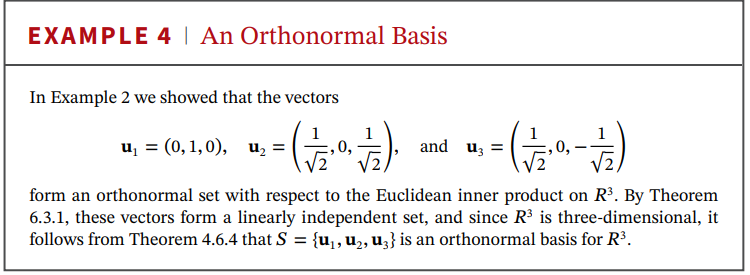 EXAMPLE 4 | An Orthonormal Basis
In Example 2 we showed that the vectors
u₁ = (0, 1, 0), u₂ = (1/√2, 0, 1/√2), and u₃ = (1/√2, 0, −1/√2)
form an orthonormal set with respect to the Euclidean inner product on R³. By Theorem
6.3.1, these vectors form a linearly independent set, and since R³ is three-dimensional, it
follows from Theorem 4.6.4 that S = {u₁, u₂, u₃} is an orthonormal basis for R³.